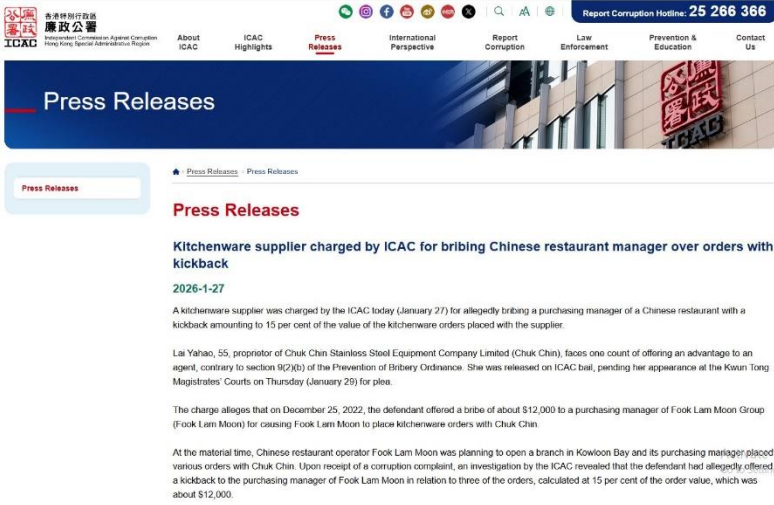 香港特別行政區
廉政公署
Independent Commission Against Corruption
Hong Kong Special Administrative Region
ICAC
Report Corruption Hotline: 25 266 366
About ICAC
ICAC Highlights
Press Releases
International Perspective
Report Corruption
Law Enforcement
Prevention & Education
Contact Us
Press Releases
廉政公署
ICAC
Press Releases
Press Releases › Press Releases
Press Releases
Kitchenware supplier charged by ICAC for bribing Chinese restaurant manager over orders with
kickback
2026-1-27
A kitchenware supplier was charged by the ICAC today (January 27) for allegedly bribing a purchasing manager of a Chinese restaurant with a
kickback amounting to 15 per cent of the value of the kitchenware orders placed with the supplier.
Lai Yahao, 55, proprietor of Chuk Chin Stainless Steel Equipment Company Limited (Chuk Chin), faces one count of offering an advantage to an
agent, contrary to section 9(2)(b) of the Prevention of Bribery Ordinance. She was released on ICAC bail, pending her appearance at the Kwun Tong
Magistrates' Courts on Thursday (January 29) for plea.
The charge alleges that on December 25, 2022, the defendant offered a bribe of about $12,000 to a purchasing manager of Fook Lam Moon Group
(Fook Lam Moon) for causing Fook Lam Moon to place kitchenware orders with Chuk Chin.
At the material time, Chinese restaurant operator Fook Lam Moon was planning to open a branch in Kowloon Bay and its purchasing manager placed
various orders with Chuk Chin. Upon receipt of a corruption complaint, an investigation by the ICAC revealed that the defendant had allegedly offered
a kickback to the purchasing manager of Fook Lam Moon in relation to three of the orders, calculated at 15 per cent of the order value, which was
about $12,000.